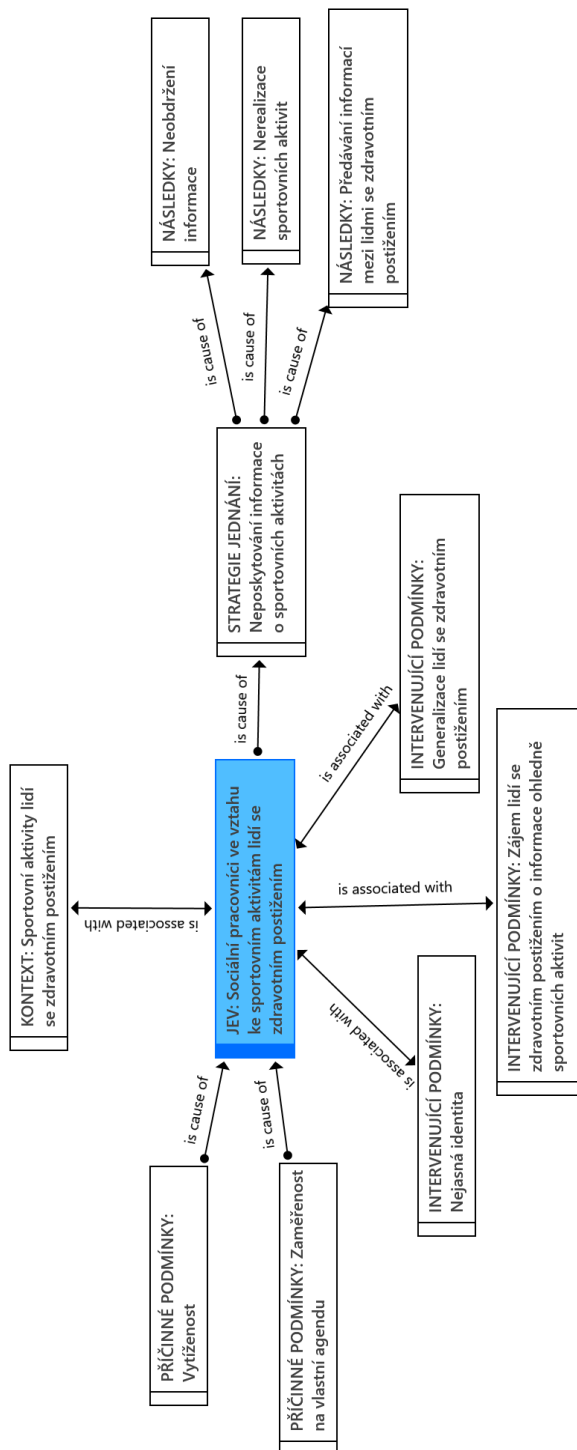 KONTEXT: Sportovní aktivity lidí
se zdravotním postižením
is associated with
PŘÍČINNÉ PODMÍNKY:
Vytíženost
is cause of
PŘÍČINNÉ PODMÍNKY: Zaměřenost
na vlastní agendu
is cause of
JEV: Sociální pracovníci ve vztahu
ke sportovním aktivitám lidí se
zdravotním postižením
is cause of
STRATEGIE JEDNÁNÍ:
Neposkytování informace
o sportovních aktivitách
is cause of
NÁSLEDKY: Neobdržení
informace
is cause of
NÁSLEDKY: Nerealizace
sportovních aktivit
is cause of
NÁSLEDKY: Předávání informací
mezi lidmi se zdravotním
postižením
is associated with
INTERVENUJÍCÍ PODMÍNKY:
Nejasná identita
is associated with
INTERVENUJÍCÍ PODMÍNKY: Zájem lidí se
zdravotním postižením o informace ohledně
sportovních aktivit
is associated with
INTERVENUJÍCÍ PODMÍNKY:
Generalizace lidí se zdravotním
postižením